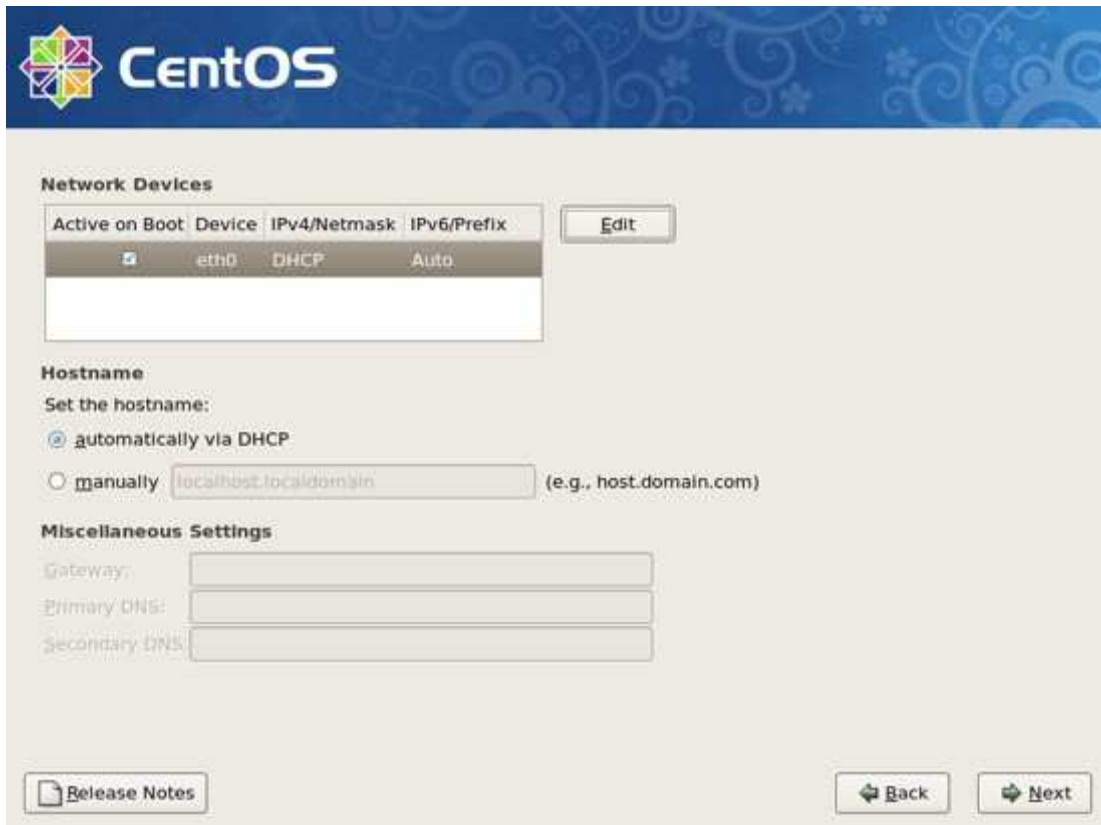 CentOS
Network Devices
Active on Boot Device IPv4/Netmask IPv6/Prefix
eth0 DHCP Auto
Edit
Hostname
Set the hostname:
automatically via DHCP
manually localhost.localdomain (e.g., host.domain.com)
Miscellaneous Settings
Gateway:
Primary DNS:
Secondary DNS
Release Notes
Back
Next